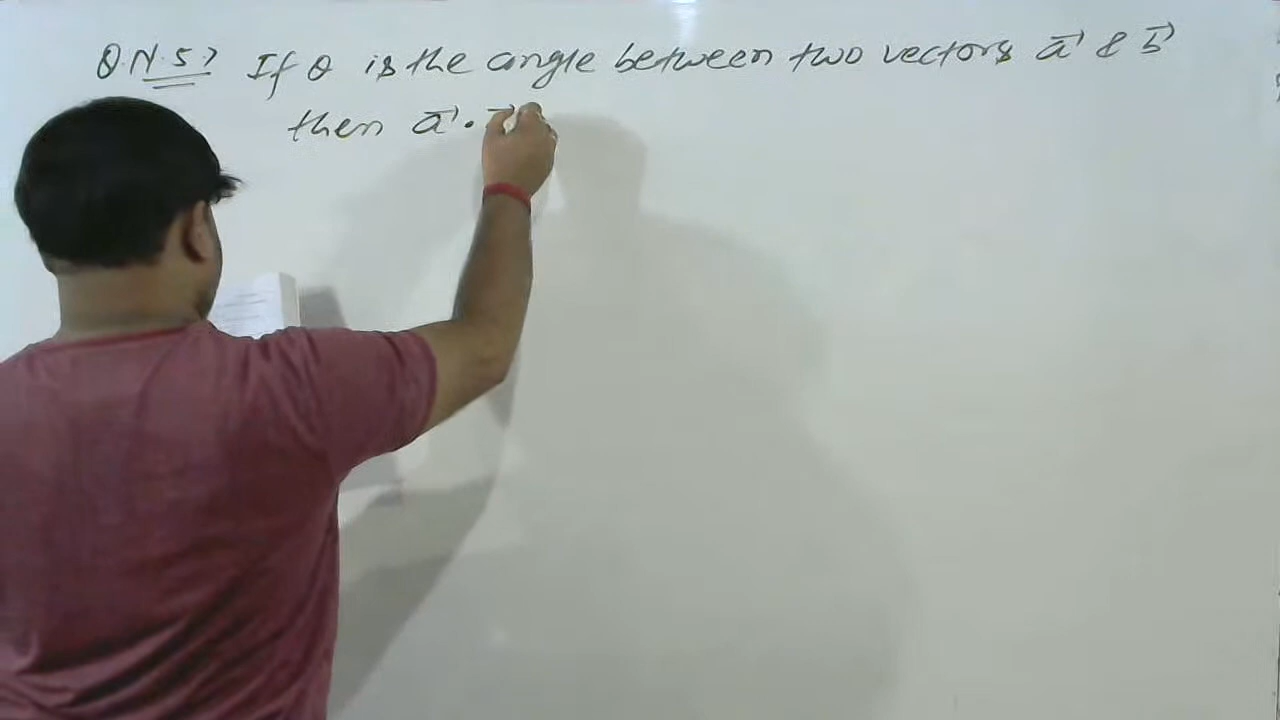 Q.N.5> If θ is the angle between two vectors a⃗ & b⃗
then a⃗ .